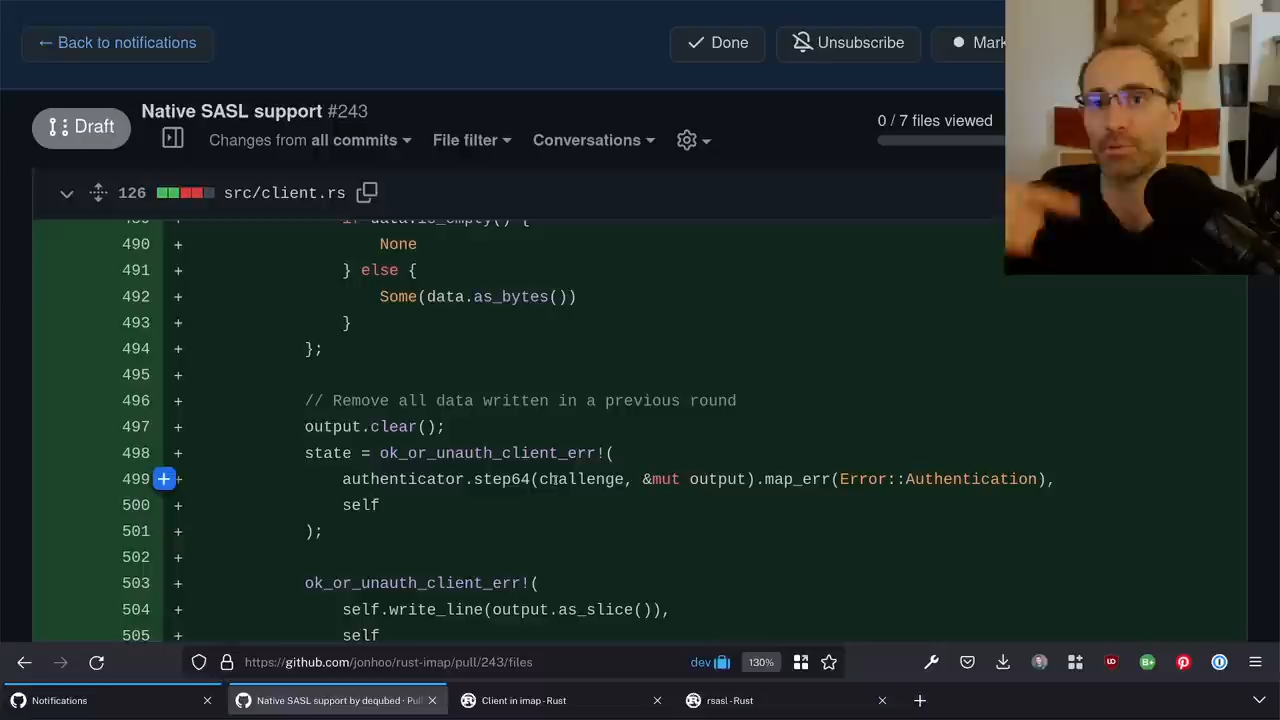 ← Back to notifications
Done
Unsubscribe
Mark
Draft
Native SASL support #243
Changes from all commits
File filter
Conversations
0 / 7 files viewed
126 src/client.rs
490 + None
491 + } else {
492 + Some(data.as_bytes())
493 + }
494 + };
495 +
496 + // Remove all data written in a previous round
497 + output.clear();
498 + state = ok_or_unauth_client_err!(
499 + authenticator.step64(challenge, &mut output).map_err(Error::Authentication),
500 + self
501 + );
502 +
503 + ok_or_unauth_client_err!(
504 + self.write_line(output.as_slice()),
505 + self
https://github.com/jonhoo/rust-imap/pull/243/files
dev
130%
Notifications
Native SASL support by dequbed · Pull
Client in imap - Rust
rsasl - Rust